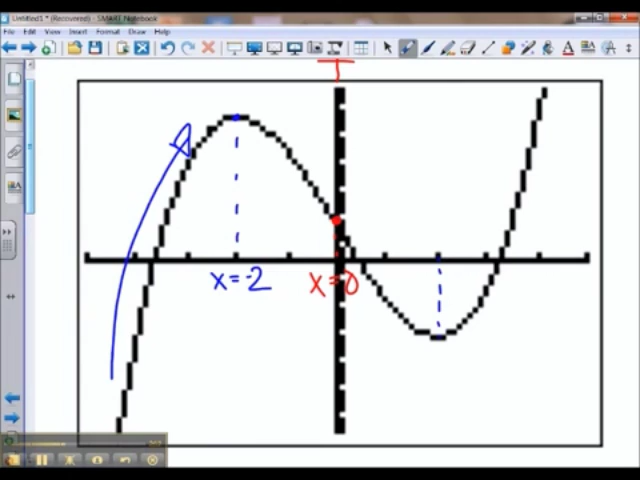 Untitled1 * (Recovered) - SMART Notebook
File Edit View Insert Format Draw Help
I
x=-2
x=0